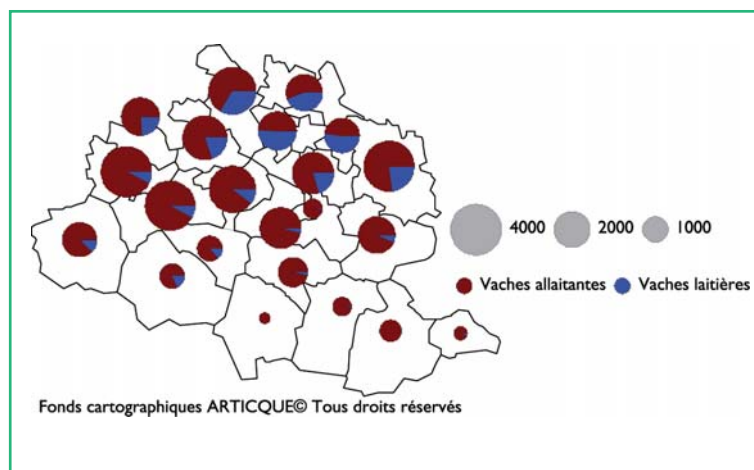 4000 2000 1000
Vaches allaitantes Vaches laitières
Fonds cartographiques ARTICQUE© Tous droits réservés